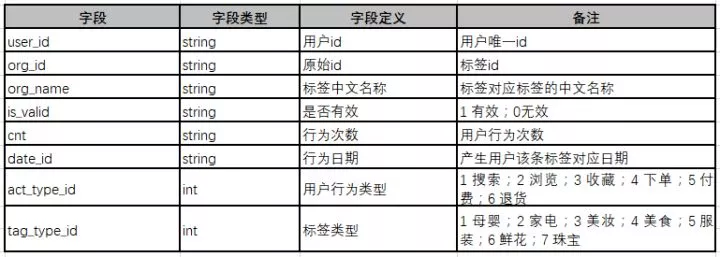 字段 字段类型 字段定义 备注
user_id string 用户id 用户唯一id
org_id string 原始id 标签id
org_name string 标签中文名称 标签对应标签的中文名称
is_valid string 是否有效 1 有效；0无效
cnt string 行为次数 用户行为次数
date_id string 行为日期 产生用户该条标签对应日期
act_type_id int 用户行为类型 1 搜索；2 浏览；3 收藏；4 下单；5 付
费；6 退货
tag_type_id int 标签类型 1 母婴；2 家电；3 美妆；4 美食；5 服
装；6 鲜花；7 珠宝